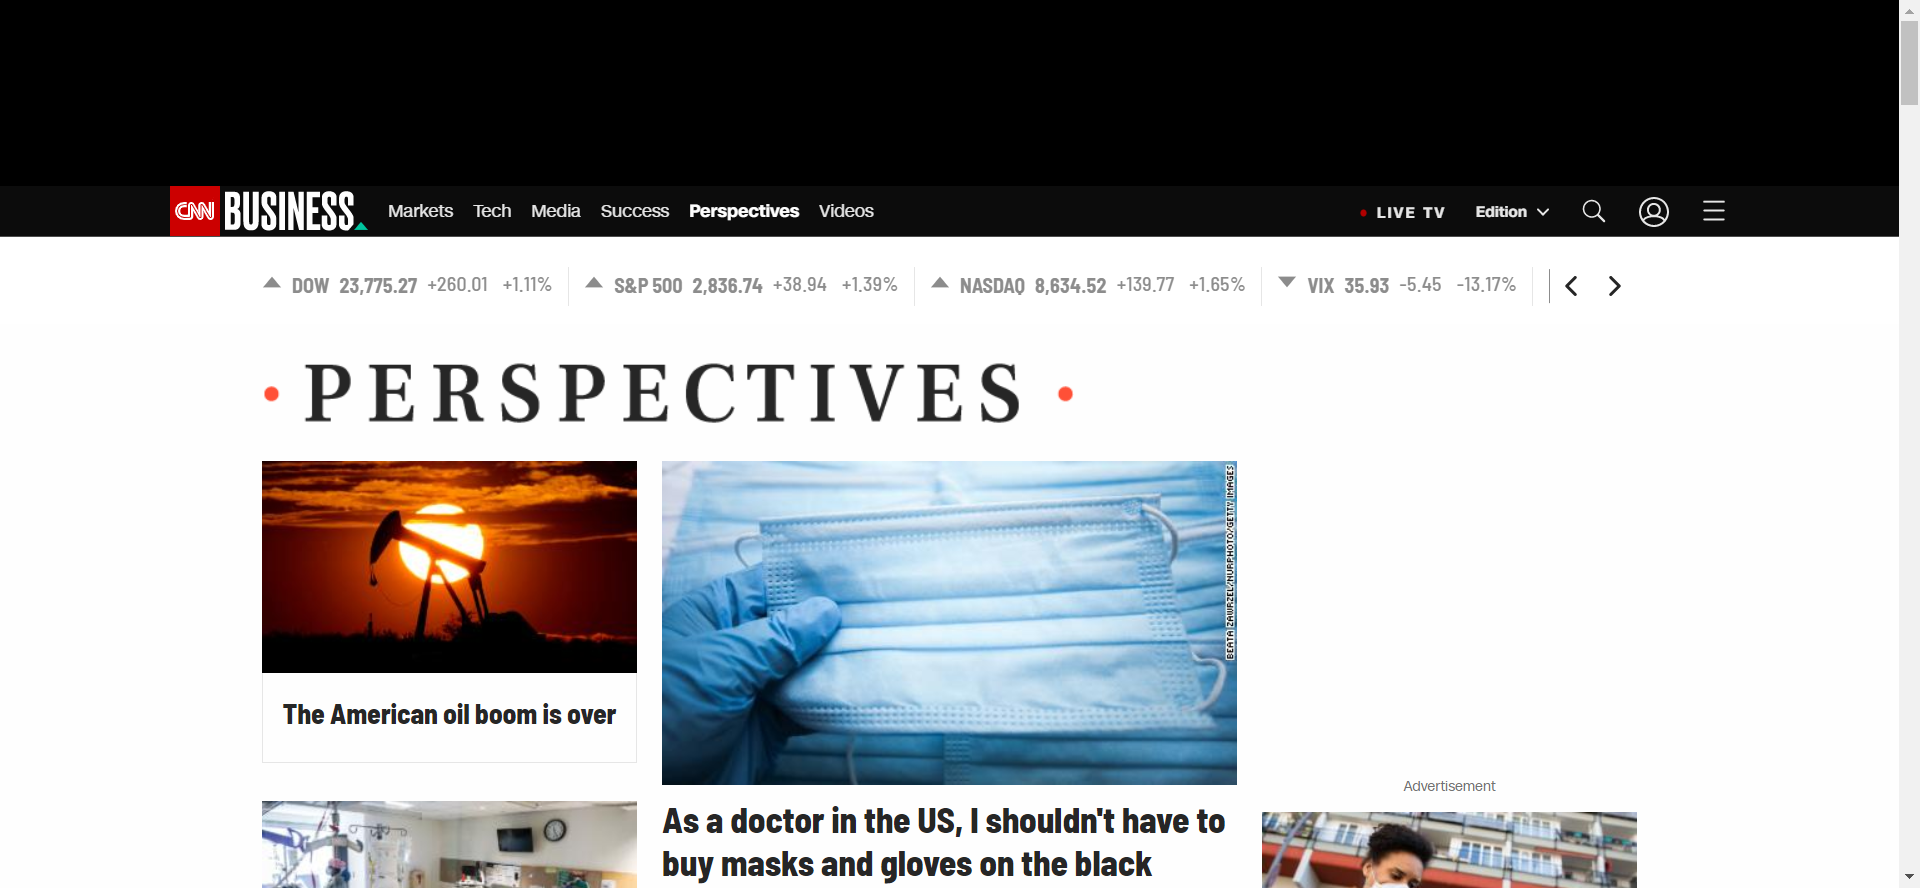 CNN BUSINESS Markets Tech Media Success Perspectives Videos LIVE TV Edition
DOW 23,775.27 +260.01 +1.11% S&P 500 2,836.74 +38.94 +1.39% NASDAQ 8,634.52 +139.77 +1.65% VIX 35.93 -5.45 -13.17%
PERSPECTIVES
BEATA ZAWRZEL/NURPHOTO/GETTY IMAGES
The American oil boom is over
Advertisement
As a doctor in the US, I shouldn't have to
buy masks and gloves on the black